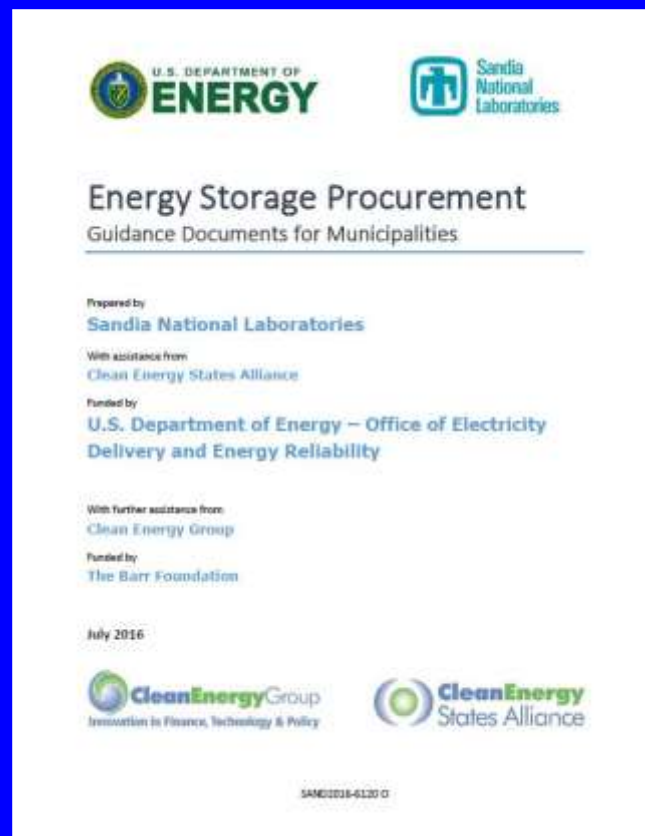 U.S. DEPARTMENT OF
ENERGY
Sandia
National
Laboratories
Energy Storage Procurement
Guidance Documents for Municipalities
Prepared by
Sandia National Laboratories
With assistance from
Clean Energy States Alliance
Funded by
U.S. Department of Energy – Office of Electricity
Delivery and Energy Reliability
With further assistance from
Clean Energy Group
Funded by
The Barr Foundation
July 2016
CleanEnergyGroup
Innovation in Finance, Technology & Policy
CleanEnergy
States Alliance
SAND2016-6120 O